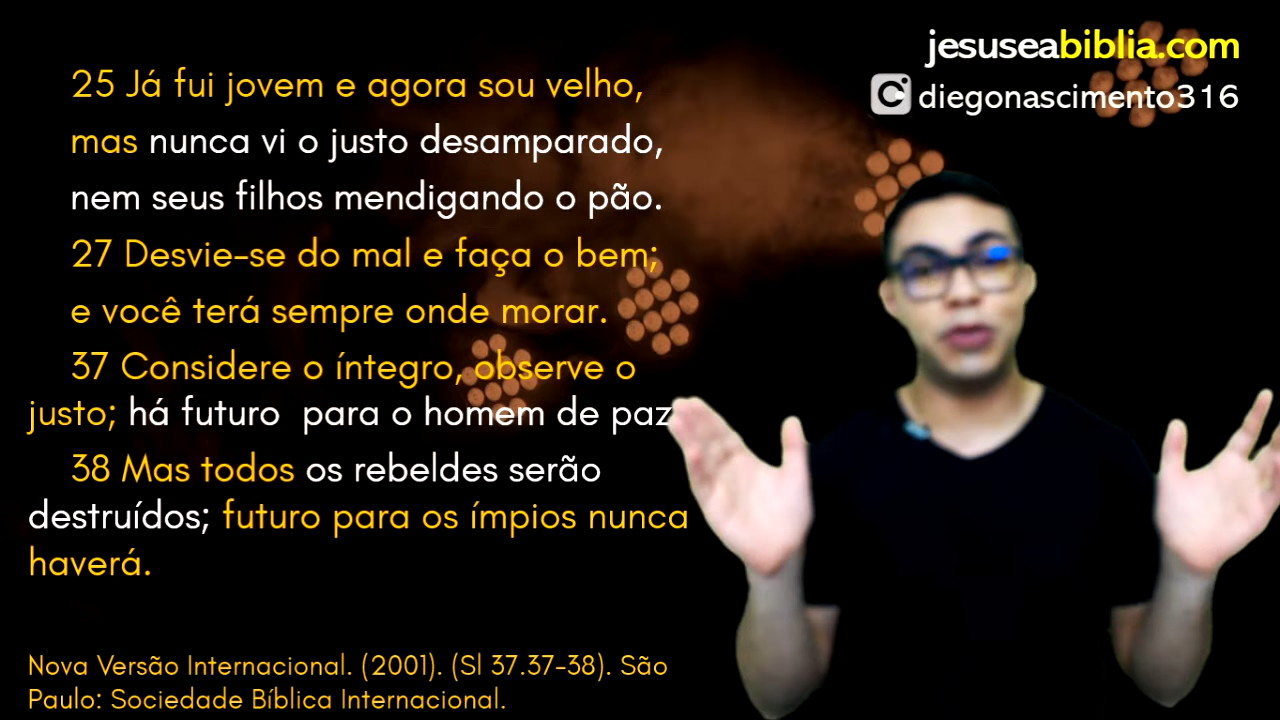 jesuseabiblia.com
diegonascimento316
25 Já fui jovem e agora sou velho,
mas nunca vi o justo desamparado,
nem seus filhos mendigando o pão.
27 Desvie-se do mal e faça o bem;
e você terá sempre onde morar.
37 Considere o íntegro, observe o
justo; há futuro para o homem de paz
38 Mas todos os rebeldes serão
destruídos; futuro para os ímpios nunca
haverá.
Nova Versão Internacional. (2001). (Sl 37.37-38). São
Paulo: Sociedade Bíblica Internacional.